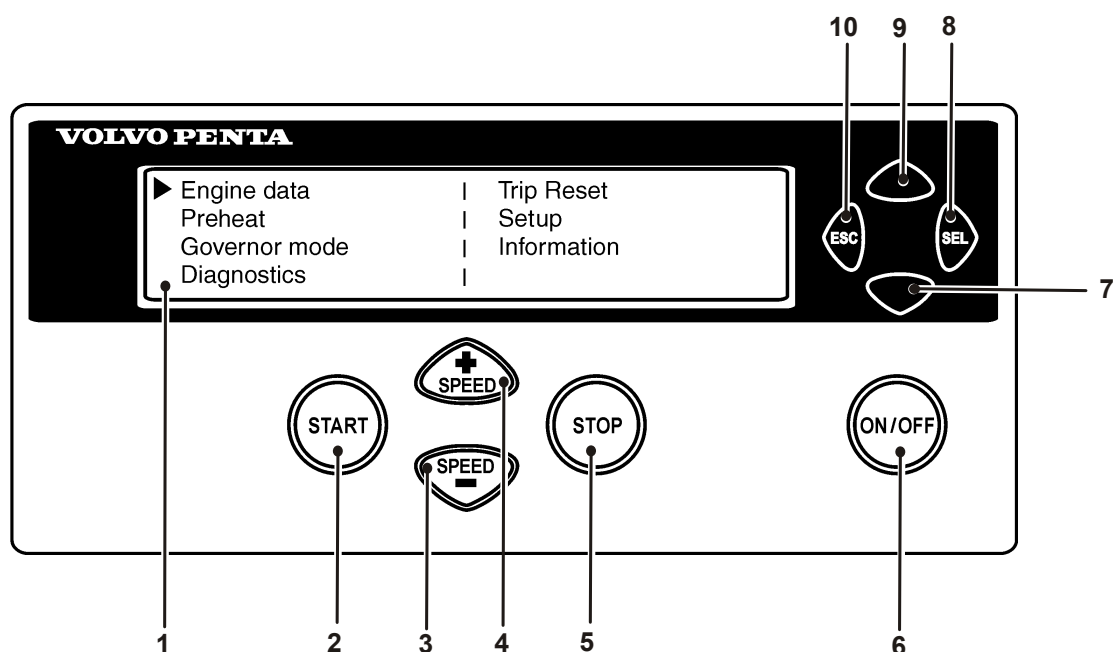 10 9 8
VOLVO PENTA
Engine data | Trip Reset
Preheat | Setup
Governor mode | Information
Diagnostics |
ESC SEL
7
+
SPEED
START STOP ON/OFF
SPEED
−
1 2 3 4 5 6